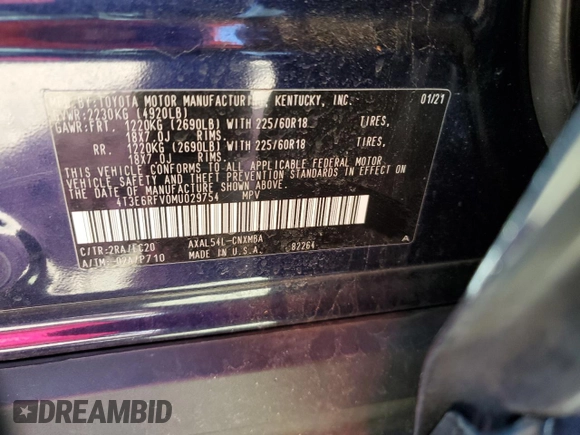 BY:TOYOTA MOTOR MANUFACTURING, KENTUCKY, INC. 01/21
GVWR:2230KG (4920LB)
GAWR:FRT. 1220KG (2690LB) WITH 225/60R18 TIRES,
18X7.0J RIMS.
RR. 1220KG (2690LB) WITH 225/60R18 TIRES,
18X7.0J RIMS.
THIS VEHICLE CONFORMS TO ALL APPLICABLE FEDERAL MOTOR
VEHICLE SAFETY AND THEFT PREVENTION STANDARDS IN EFFECT ON
THE DATE OF MANUFACTURE SHOWN ABOVE.
4T3E6RFV0MU029754 MPV
C/TR:2RA/EC20 AXAL54L-CNXMBA A
A/TM: /P710 MADE IN U.S.A. 82264
DREAMBID